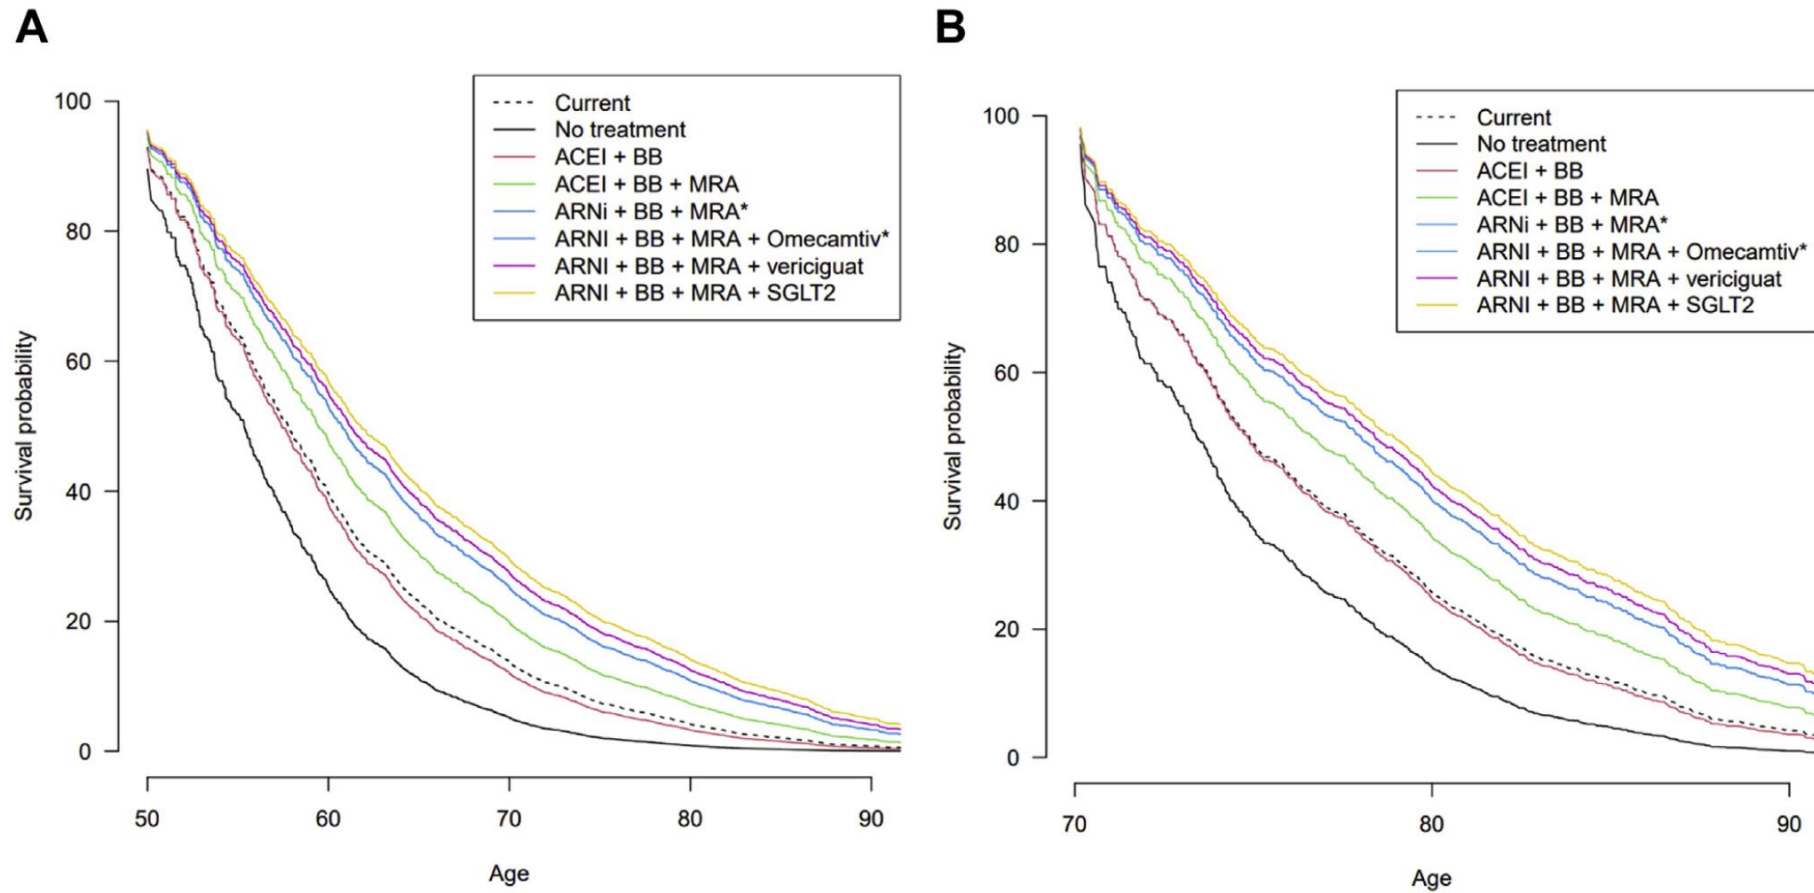 A
Survival probability
100
80
60
40
20
0
Current
No treatment
ACEI + BB
ACEI + BB + MRA
ARNi + BB + MRA*
ARNI + BB + MRA + Omecamtiv*
ARNI + BB + MRA + vericiguat
ARNI + BB + MRA + SGLT2
50 60 70 80 90
Age
B
Survival probability
100
80
60
40
20
0
Current
No treatment
ACEI + BB
ACEI + BB + MRA
ARNi + BB + MRA*
ARNI + BB + MRA + Omecamtiv*
ARNI + BB + MRA + vericiguat
ARNI + BB + MRA + SGLT2
70 80 90
Age